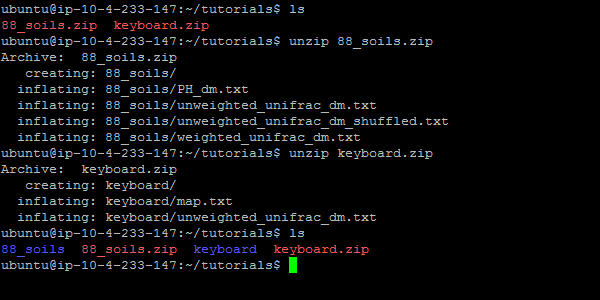 ubuntu@ip-10-4-233-147:~/tutorials$ ls
88_soils.zip  keyboard.zip
ubuntu@ip-10-4-233-147:~/tutorials$ unzip 88_soils.zip
Archive:  88_soils.zip
   creating: 88_soils/
  inflating: 88_soils/PH_dm.txt
  inflating: 88_soils/unweighted_unifrac_dm.txt
  inflating: 88_soils/unweighted_unifrac_dm_shuffled.txt
  inflating: 88_soils/weighted_unifrac_dm.txt
ubuntu@ip-10-4-233-147:~/tutorials$ unzip keyboard.zip
Archive:  keyboard.zip
   creating: keyboard/
  inflating: keyboard/map.txt
  inflating: keyboard/unweighted_unifrac_dm.txt
ubuntu@ip-10-4-233-147:~/tutorials$ ls
88_soils  88_soils.zip  keyboard  keyboard.zip
ubuntu@ip-10-4-233-147:~/tutorials$